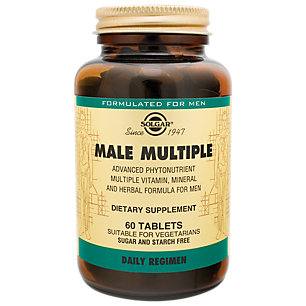 FORMULATED FOR MEN
SOLGAR®
Since 1947
MALE MULTIPLE
ADVANCED PHYTONUTRIENT
MULTIPLE VITAMIN, MINERAL
AND HERBAL FORMULA FOR MEN
DIETARY SUPPLEMENT
60 TABLETS
SUITABLE FOR VEGETARIANS
SUGAR AND STARCH FREE
DAILY REGIMEN